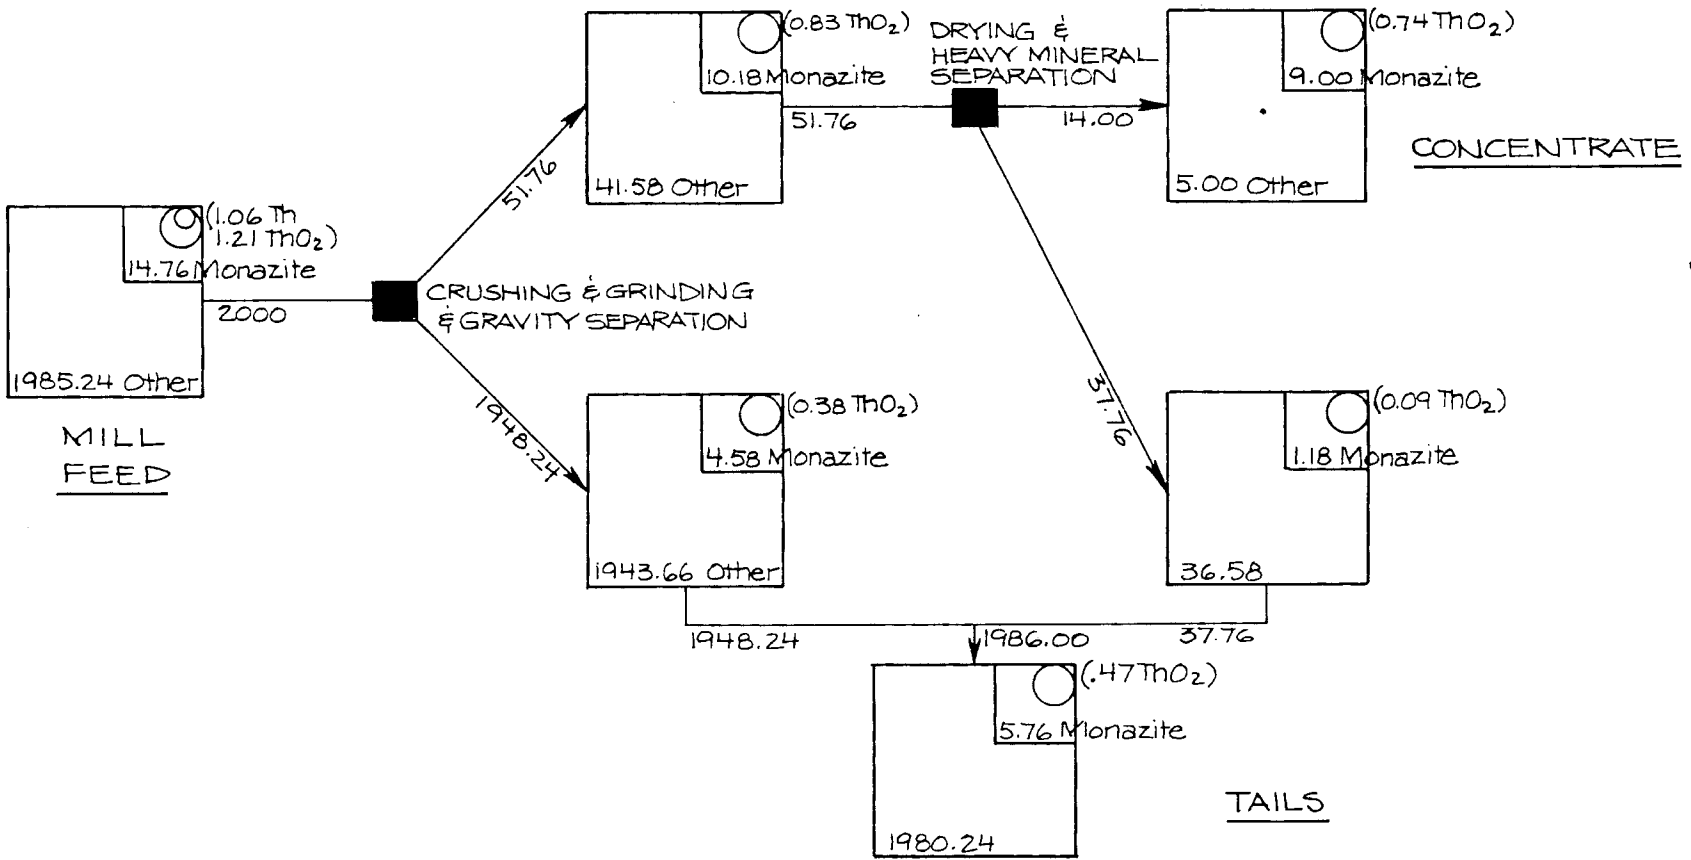 (1.06 Th
1.21 ThO₂)
14.76 Monazite
2000
1985.24 Other
MILL
FEED
CRUSHING & GRINDING
& GRAVITY SEPARATION
51.76
1948.24
(0.83 ThO₂)
10.18 Monazite
41.58 Other
51.76
DRYING &
HEAVY MINERAL
SEPARATION
14.00
(0.74 ThO₂)
9.00 Monazite
5.00 Other
CONCENTRATE
37.76
(0.38 ThO₂)
4.58 Monazite
1943.66 Other
(0.09 ThO₂)
1.18 Monazite
36.58
1948.24
1986.00
37.76
(.47 ThO₂)
5.76 Monazite
1980.24
TAILS